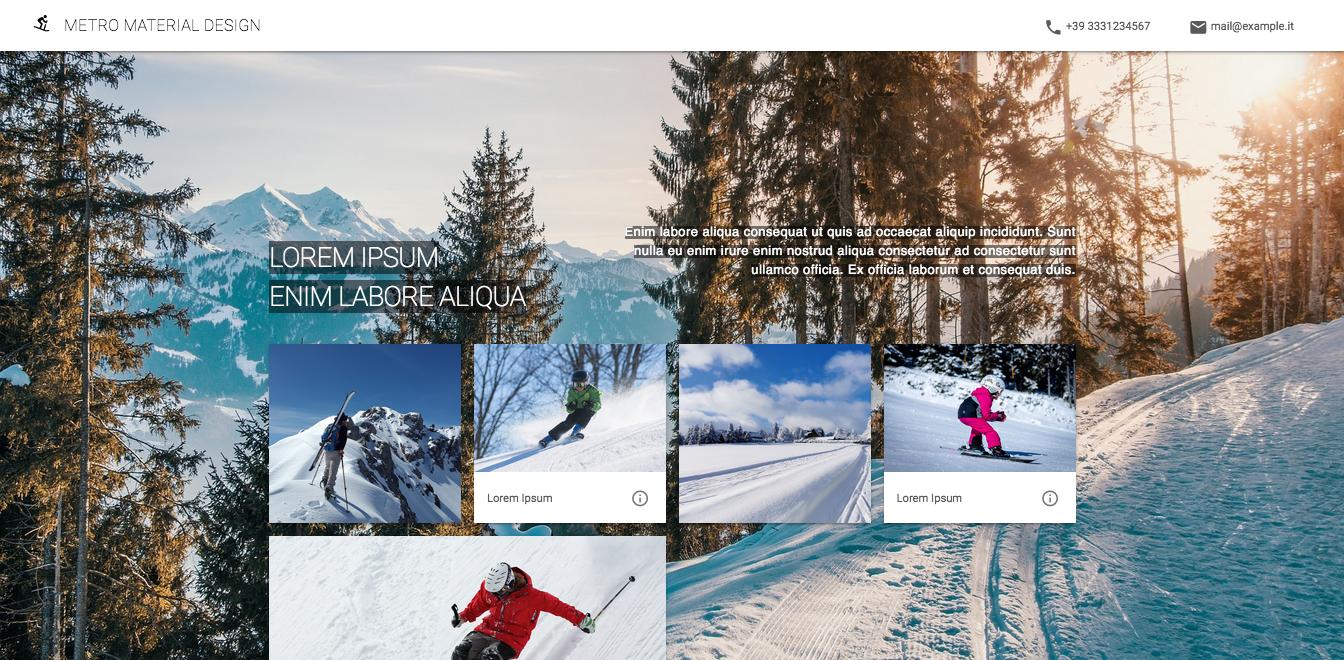 METRO MATERIAL DESIGN
+39 3331234567
mail@example.it
LOREM IPSUM
ENIM LABORE ALIQUA
Enim labore aliqua consequat ut quis ad occaecat aliquip incididunt. Sunt
nulla eu enim irure enim nostrud aliqua consectetur ad consectetur sunt
ullamco officia. Ex officia laborum et consequat duis.
Lorem Ipsum
Lorem Ipsum